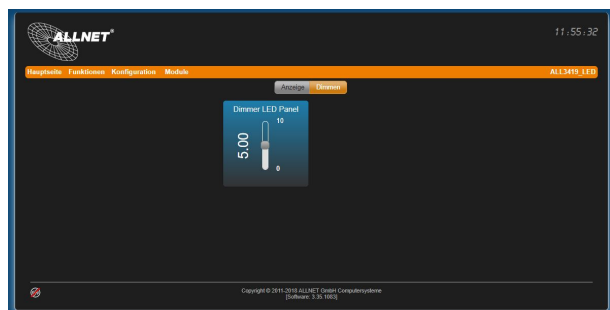 ALLNET®
11:55:32
Hauptseite Funktionen Konfiguration Module
ALL3419_LED
Anzeige Dimmen
Dimmer LED Panel
10
5.00
0
Copyright © 2011-2018 ALLNET GmbH Computersysteme
[Software: 3.35.1083]